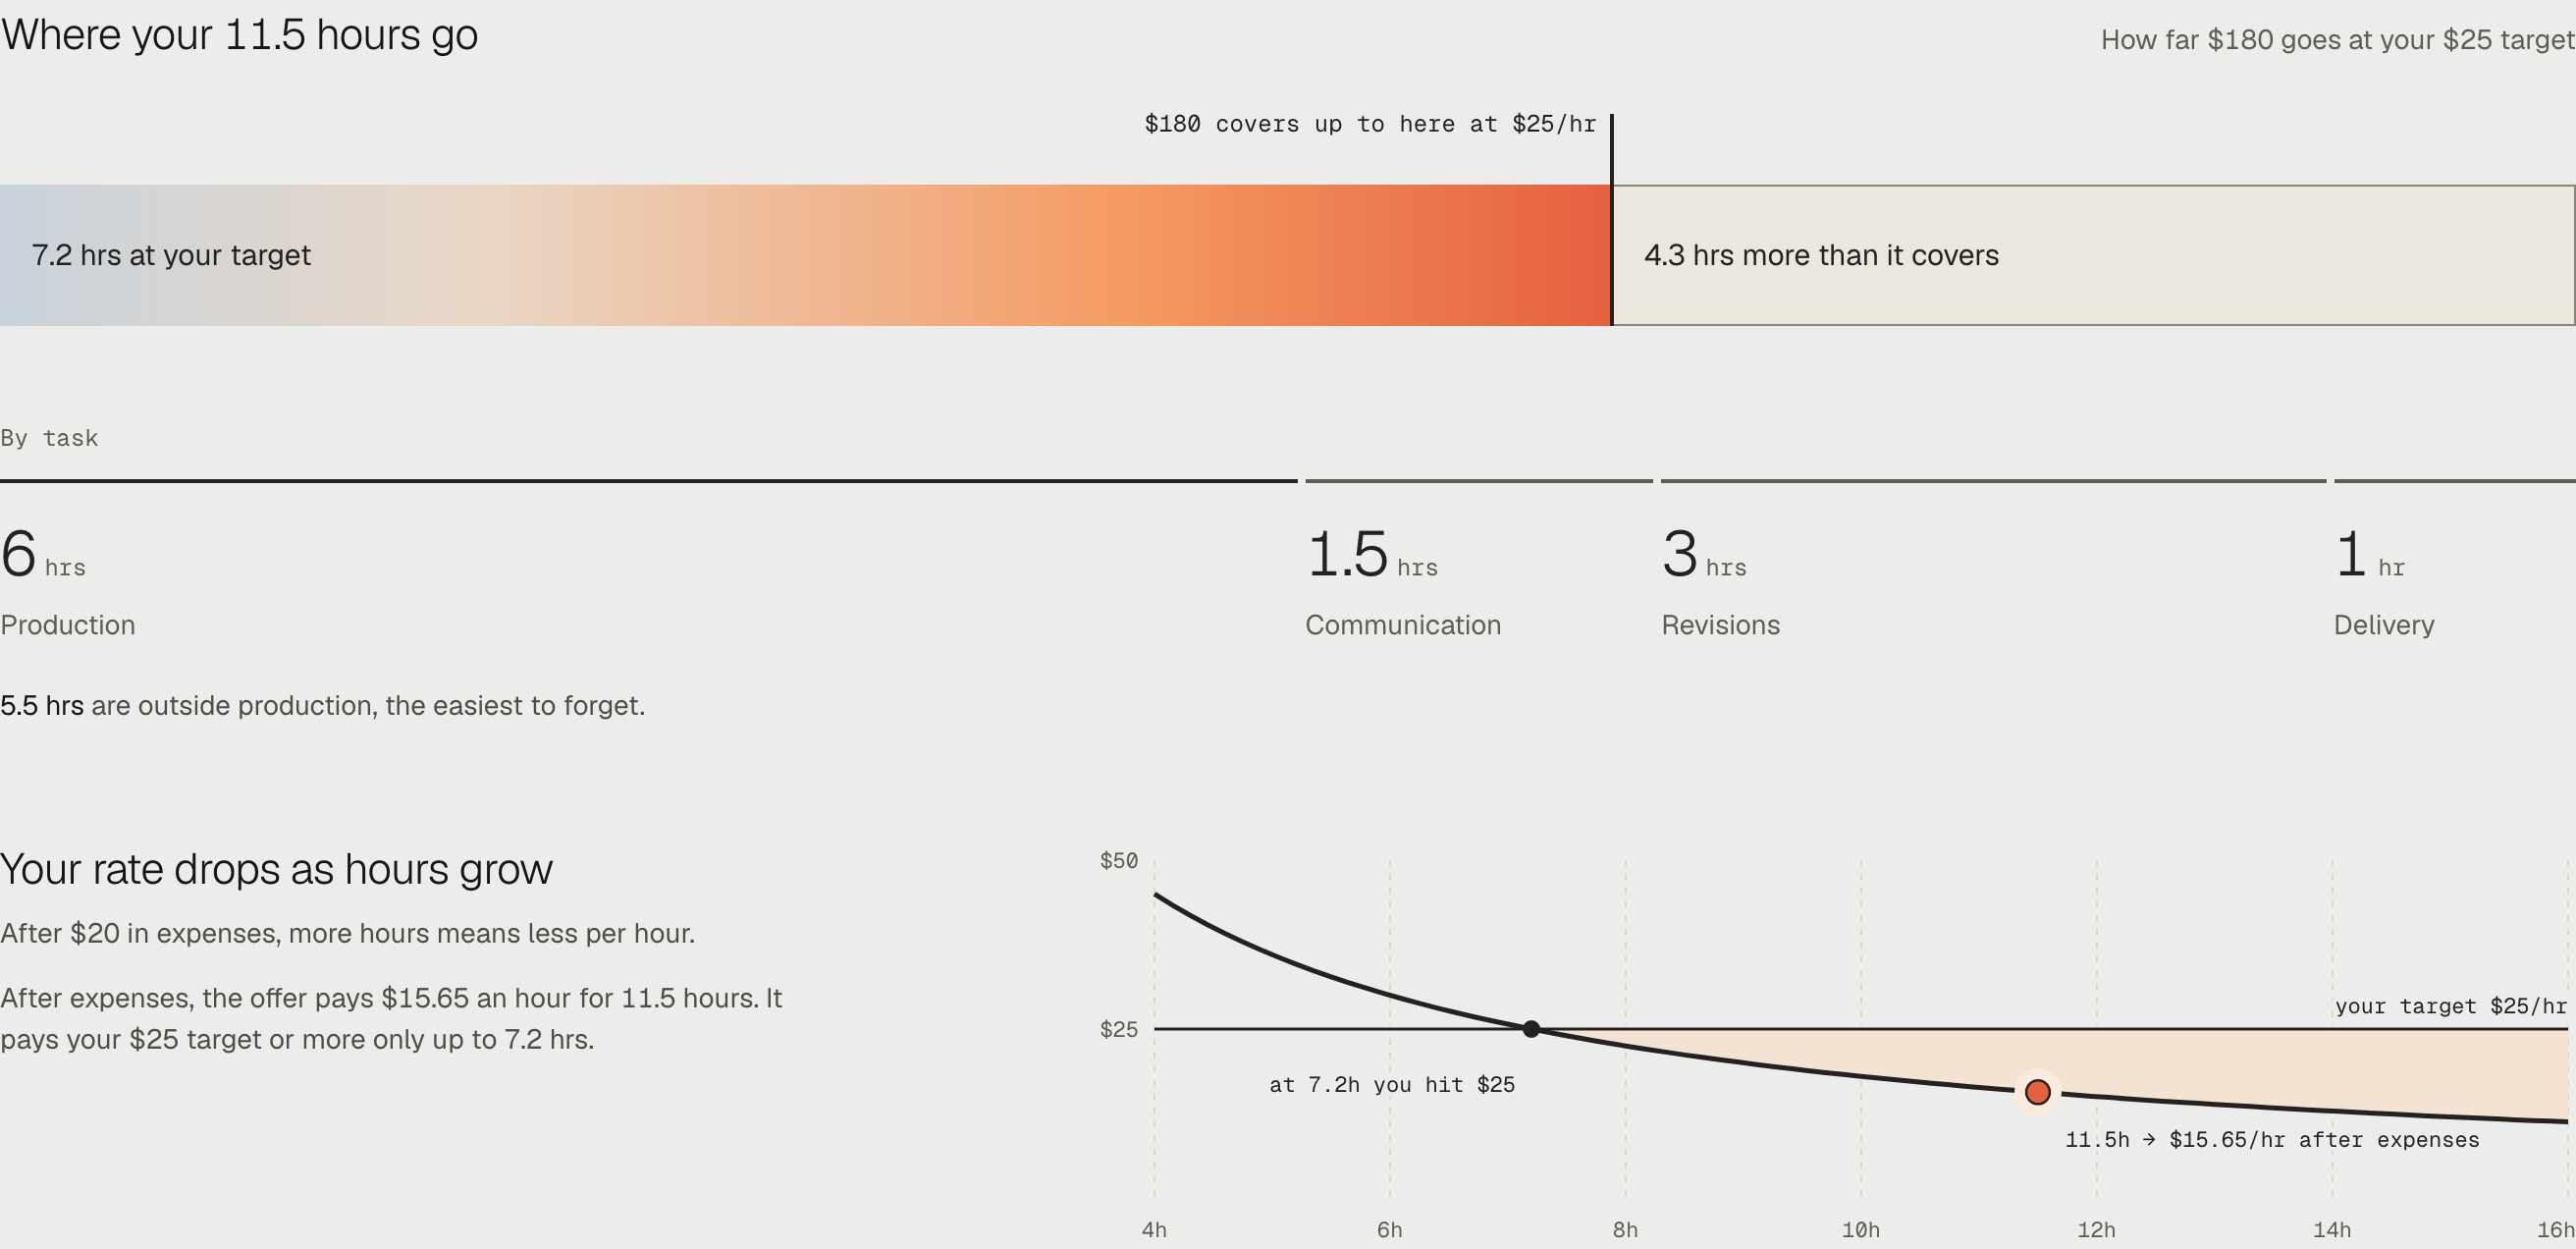 Where your 11.5 hours go
How far $180 goes at your $25 target
$180 covers up to here at $25/hr
7.2 hrs at your target
4.3 hrs more than it covers
By task
6 hrs
Production
1.5 hrs
Communication
3 hrs
Revisions
1 hr
Delivery
5.5 hrs are outside production, the easiest to forget.
Your rate drops as hours grow
After $20 in expenses, more hours means less per hour.
After expenses, the offer pays $15.65 an hour for 11.5 hours. It
pays your $25 target or more only up to 7.2 hrs.
$50
your target $25/hr
$25
at 7.2h you hit $25
11.5h → $15.65/hr after expenses
4h
6h
8h
10h
12h
14h
16h